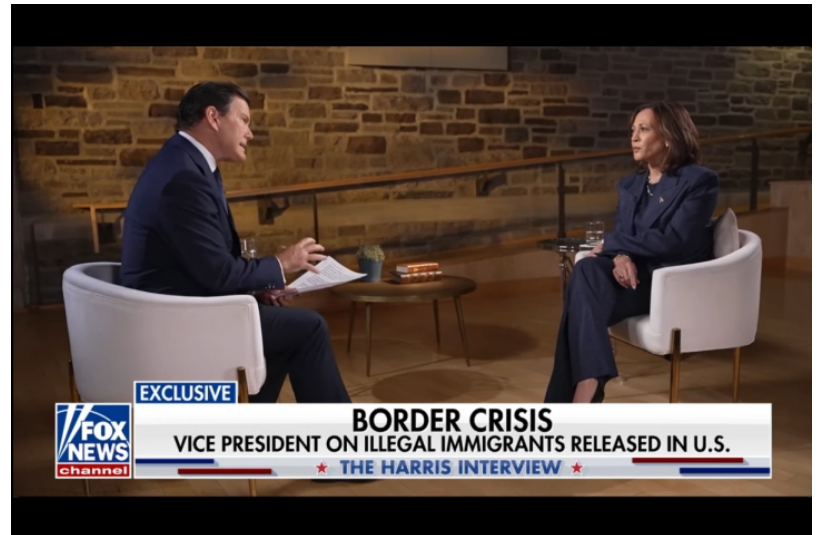 EXCLUSIVE
BORDER CRISIS
VICE PRESIDENT ON ILLEGAL IMMIGRANTS RELEASED IN U.S.
THE HARRIS INTERVIEW
FOX
NEWS
channel